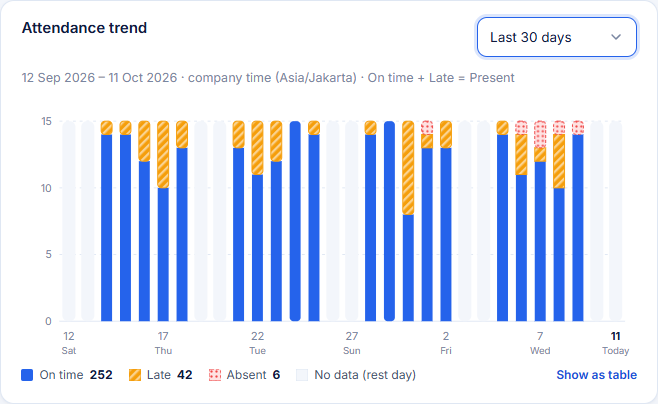 Attendance trend
Last 30 days
12 Sep 2026 – 11 Oct 2026 · company time (Asia/Jakarta) · On time + Late = Present
15
10
5
0
12 17 22 27 2 7 11
Sat Thu Tue Sun Fri Wed Today
On time 252 Late 42 Absent 6 No data (rest day) Show as table